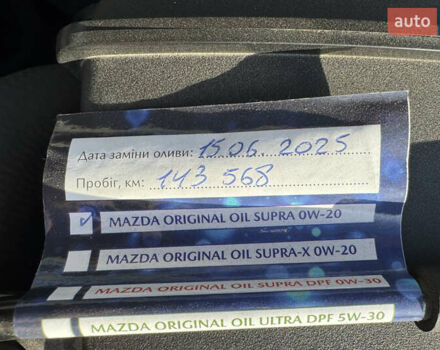 auto
Дата заміни оливи: 15.06.2025
Пробіг, км: 143 568
MAZDA ORIGINAL OIL SUPRA 0W-20
MAZDA ORIGINAL OIL SUPRA-X 0W-20
MAZDA ORIGINAL OIL SUPRA DPF 0W-30
MAZDA ORIGINAL OIL ULTRA DPF 5W-30